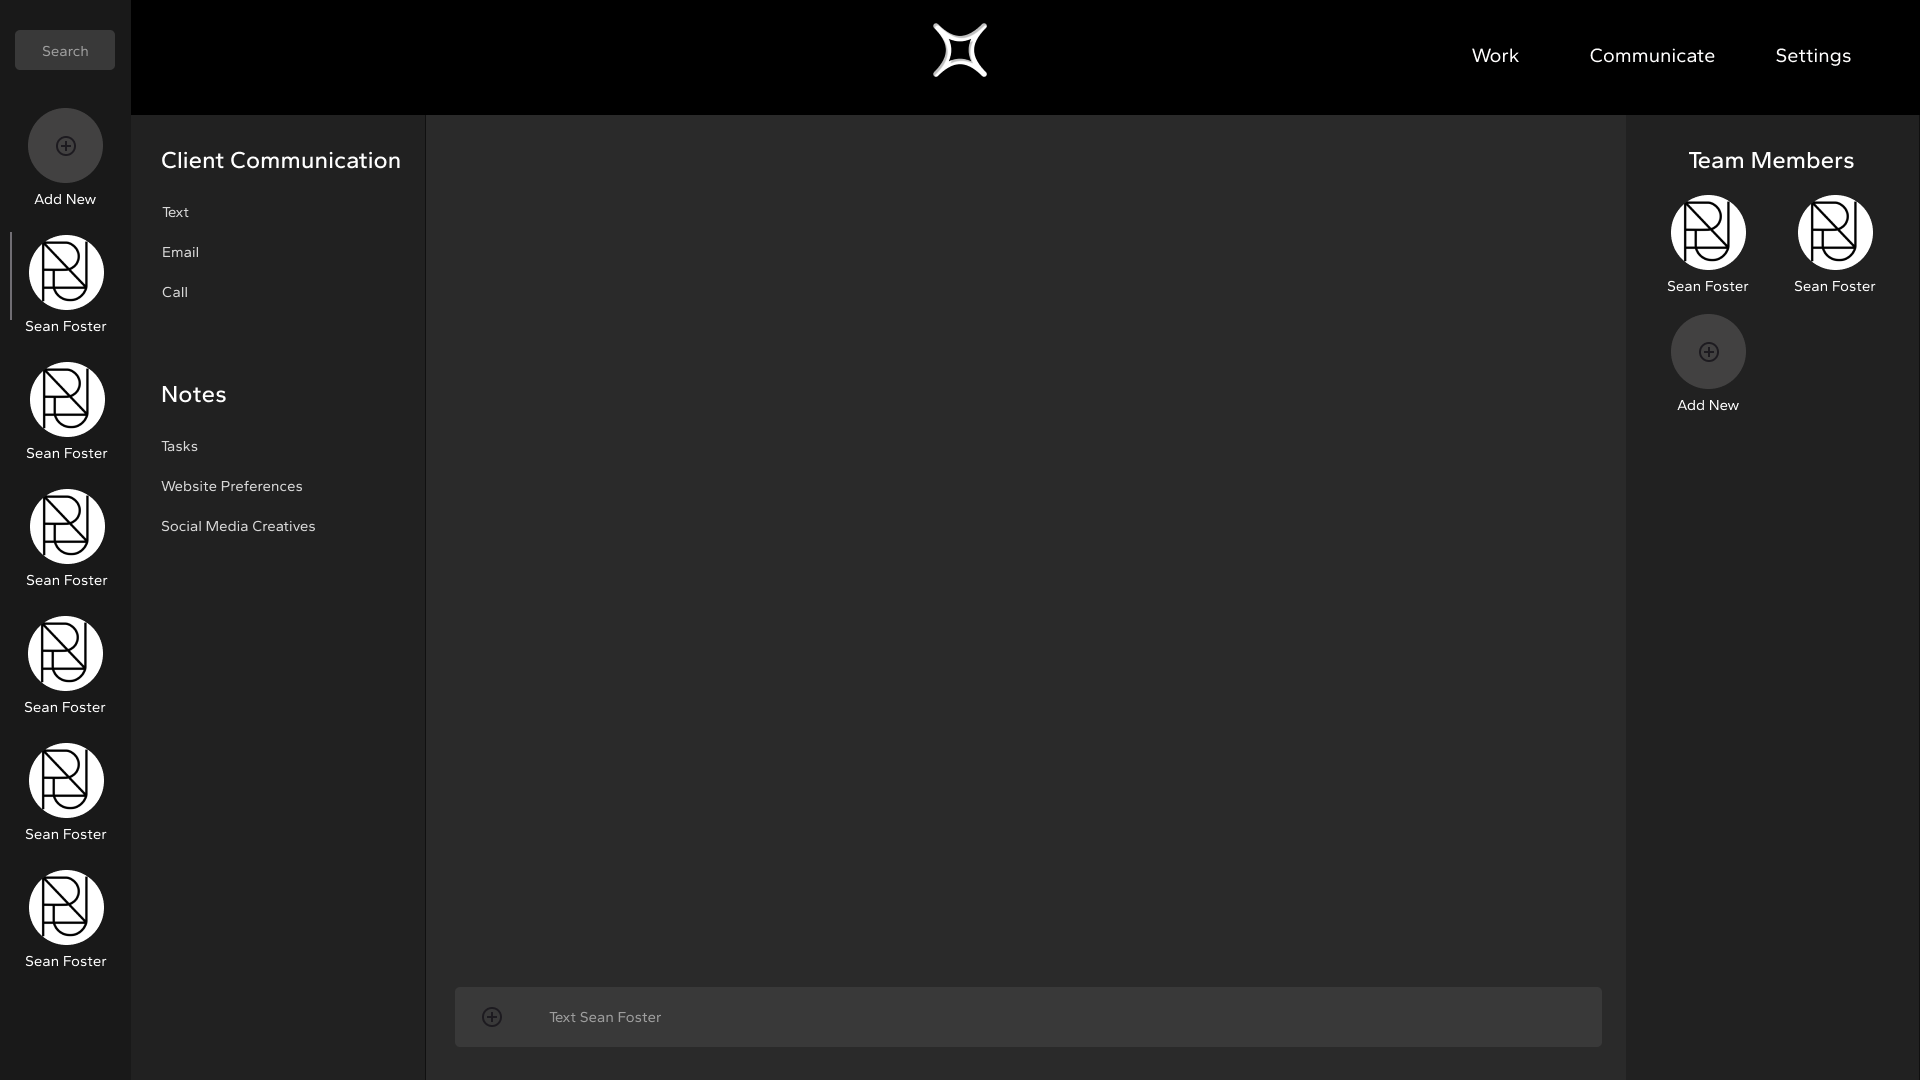 Search
Add New
Sean Foster
Sean Foster
Sean Foster
Sean Foster
Sean Foster
Sean Foster
Work
Communicate
Settings
Client Communication
Text
Email
Call
Notes
Tasks
Website Preferences
Social Media Creatives
Text Sean Foster
Team Members
Sean Foster
Sean Foster
Add New